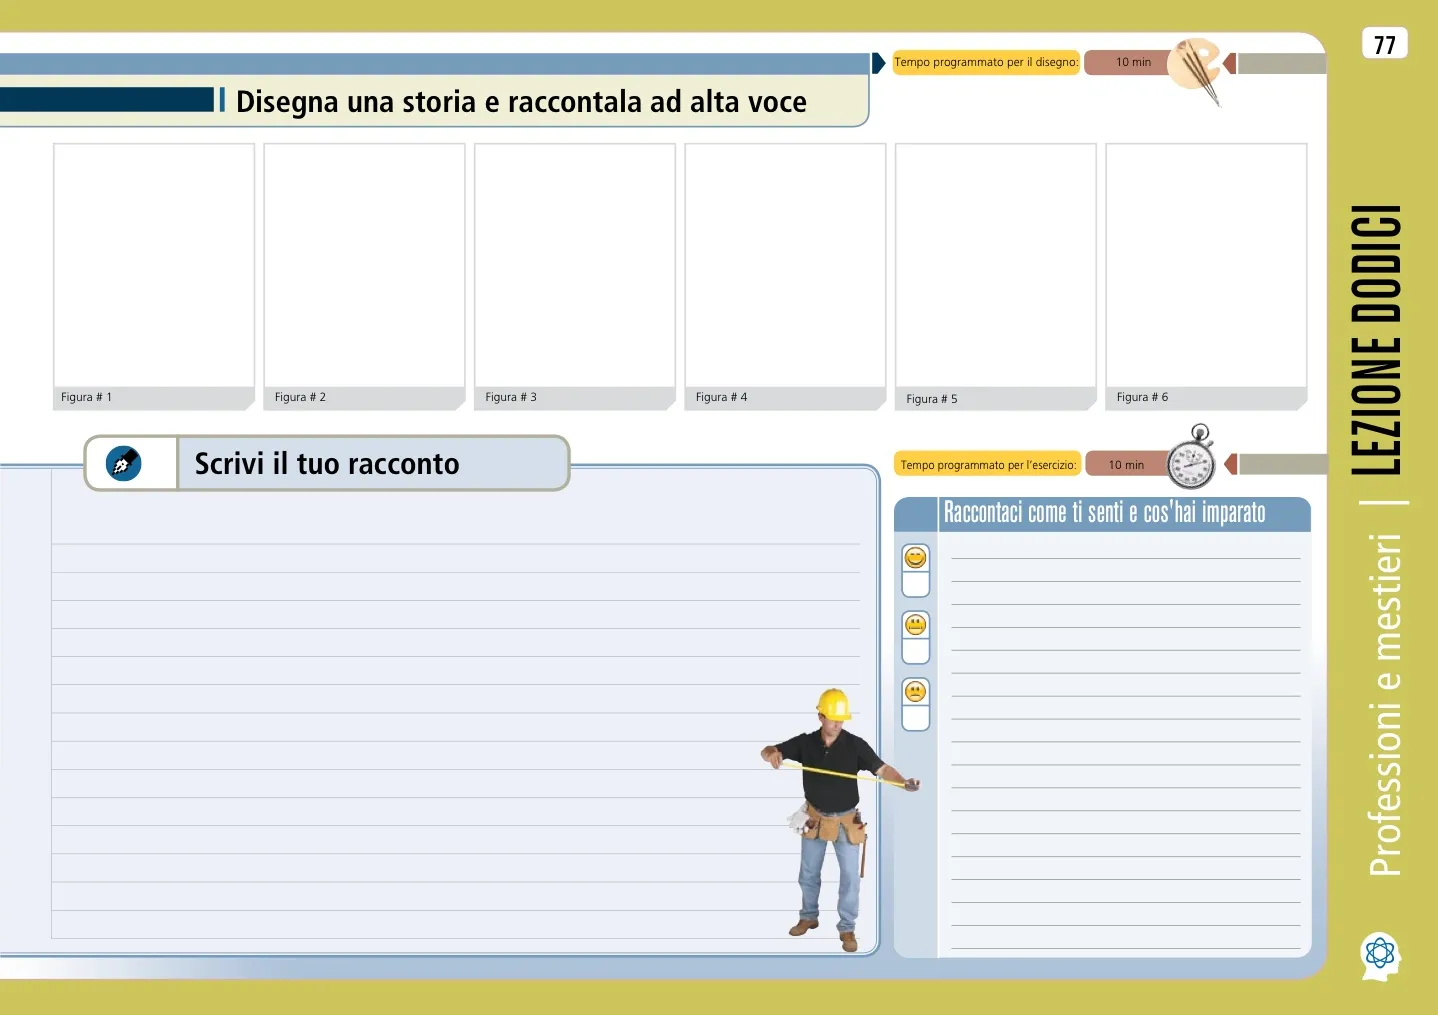 77
Tempo programmato per il disegno:
10 min
Disegna una storia e raccontala ad alta voce
Figura # 1
Figura # 2
Figura # 3
Figura # 4
Figura # 5
Figura # 6
Scrivi il tuo racconto
Tempo programmato per l'esercizio:
10 min
Raccontaci come ti senti e cos'hai imparato
LEZIONE DODICI
Professioni e mestieri